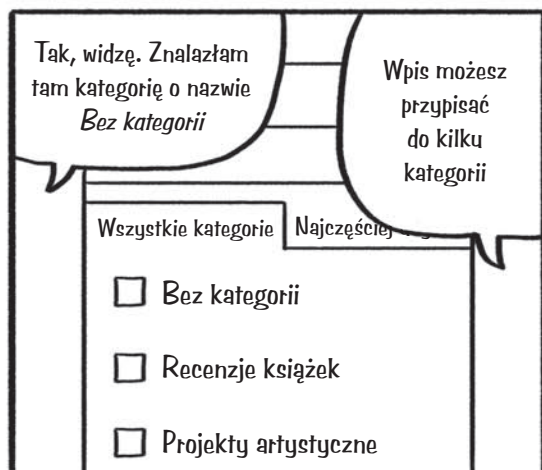 Tak, widzę. Znalazłam
tam kategorię o nazwie
Bez kategorii
Wpis możesz
przypisać
do kilku
kategorii
Wszystkie kategorie
Najczęściej
Bez kategorii
Recenzje książek
Projekty artystyczne